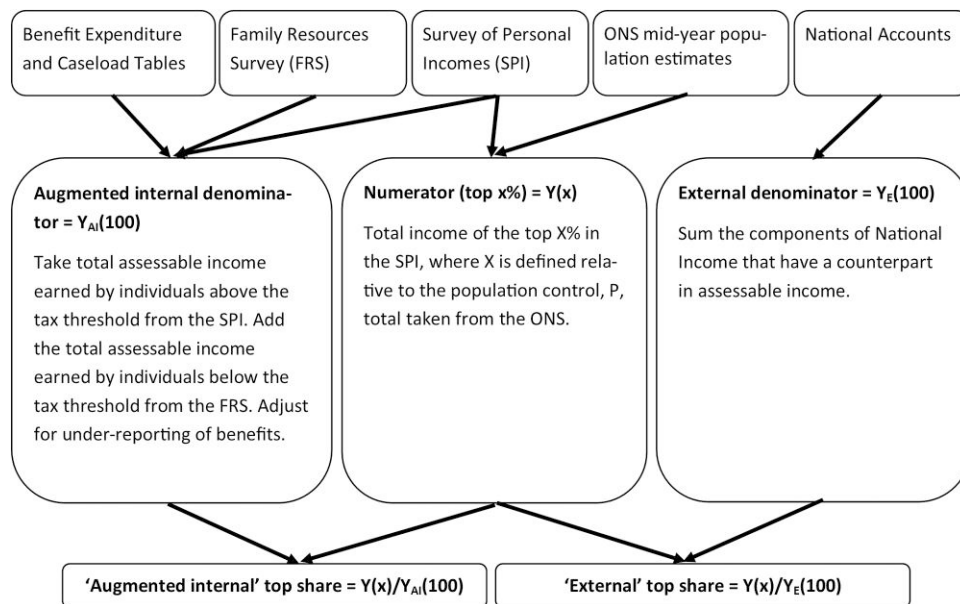 Benefit Expenditure
and Caseload Tables
Family Resources
Survey (FRS)
Survey of Personal
Incomes (SPI)
ONS mid-year popu-
lation estimates
National Accounts
Augmented internal denomina-
tor = Y_AI(100)
Take total assessable income
earned by individuals above the
tax threshold from the SPI. Add
the total assessable income
earned by individuals below the
tax threshold from the FRS. Adjust
for under-reporting of benefits.
Numerator (top x%) = Y(x)
Total income of the top X% in
the SPI, where X is defined rela-
tive to the population control, P,
total taken from the ONS.
External denominator = Y_E(100)
Sum the components of National
Income that have a counterpart
in assessable income.
‘Augmented internal’ top share = Y(x)/Y_AI(100)
‘External’ top share = Y(x)/Y_E(100)